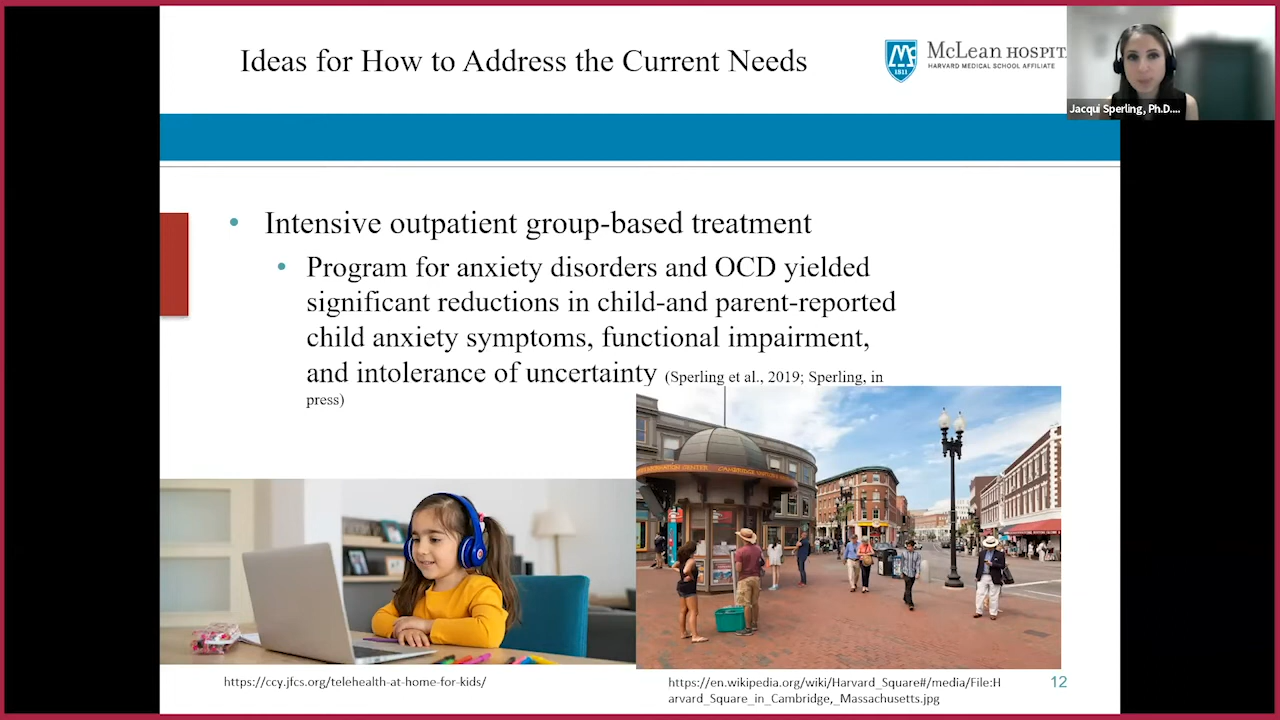 Ideas for How to Address the Current Needs
McLean HOSPIT
HARVARD MEDICAL SCHOOL AFFILIATE
1811
Jacqui Sperling, Ph.D....
• Intensive outpatient group-based treatment
• Program for anxiety disorders and OCD yielded
significant reductions in child-and parent-reported
child anxiety symptoms, functional impairment,
and intolerance of uncertainty (Sperling et al., 2019; Sperling, in
press)
https://ccy.jfcs.org/telehealth-at-home-for-kids/
https://en.wikipedia.org/wiki/Harvard_Square#/media/File:H
arvard_Square_in_Cambridge,_Massachusetts.jpg
12